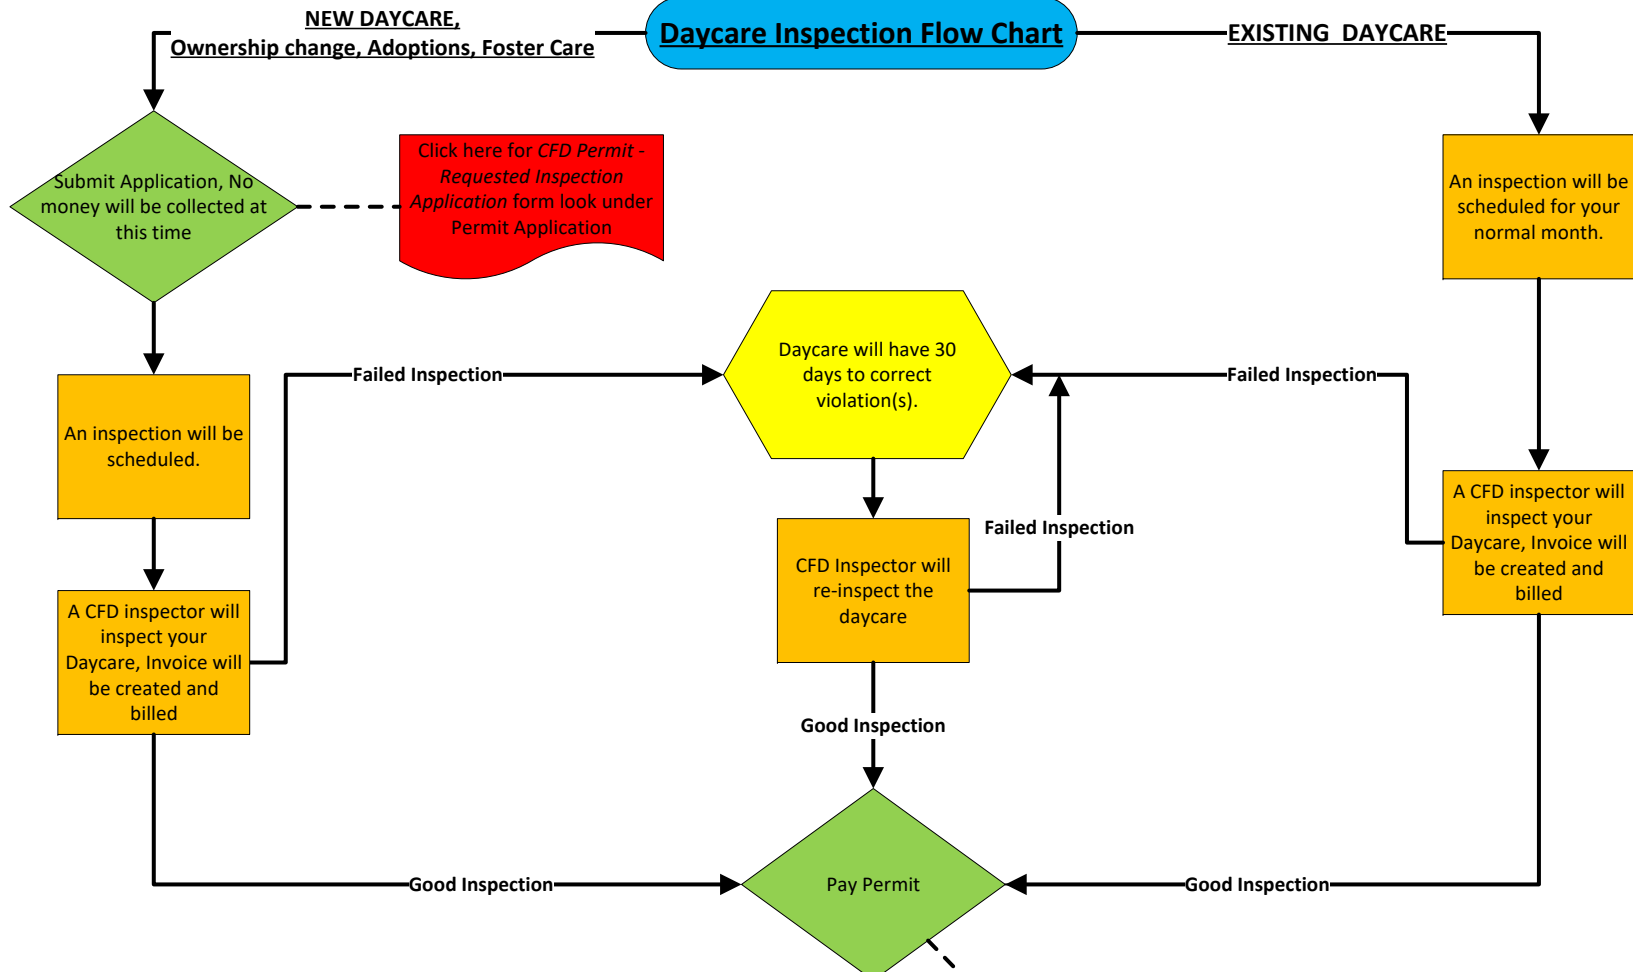 NEW DAYCARE,
Ownership change, Adoptions, Foster Care
Daycare Inspection Flow Chart
EXISTING  DAYCARE
Submit Application, No
money will be collected at
this time
Click here for CFD Permit -
Requested Inspection
Application form look under
Permit Application
An inspection will be
scheduled for your
normal month.
Daycare will have 30
days to correct
violation(s).
Failed Inspection
Failed Inspection
An inspection will be
scheduled.
A CFD inspector will
inspect your
Daycare, Invoice will
be created and
billed
Failed Inspection
CFD Inspector will
re-inspect the
daycare
A CFD inspector will
inspect your
Daycare, Invoice will
be created and
billed
Good Inspection
Good Inspection
Pay Permit
Good Inspection